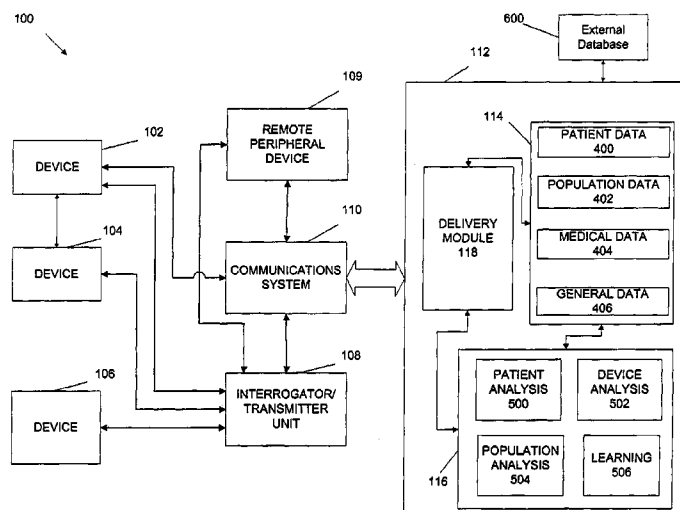 100
600
External
Database
112
109
REMOTE
PERIPHERAL
DEVICE
114
PATIENT DATA
400
102
DEVICE
POPULATION DATA
402
110
104
DELIVERY
MODULE
118
MEDICAL DATA
404
DEVICE
COMMUNICATIONS
SYSTEM
GENERAL DATA
406
108
106
INTERROGATOR/
TRANSMITTER
UNIT
PATIENT
ANALYSIS
500
DEVICE
ANALYSIS
502
DEVICE
POPULATION
ANALYSIS
504
LEARNING
506
116